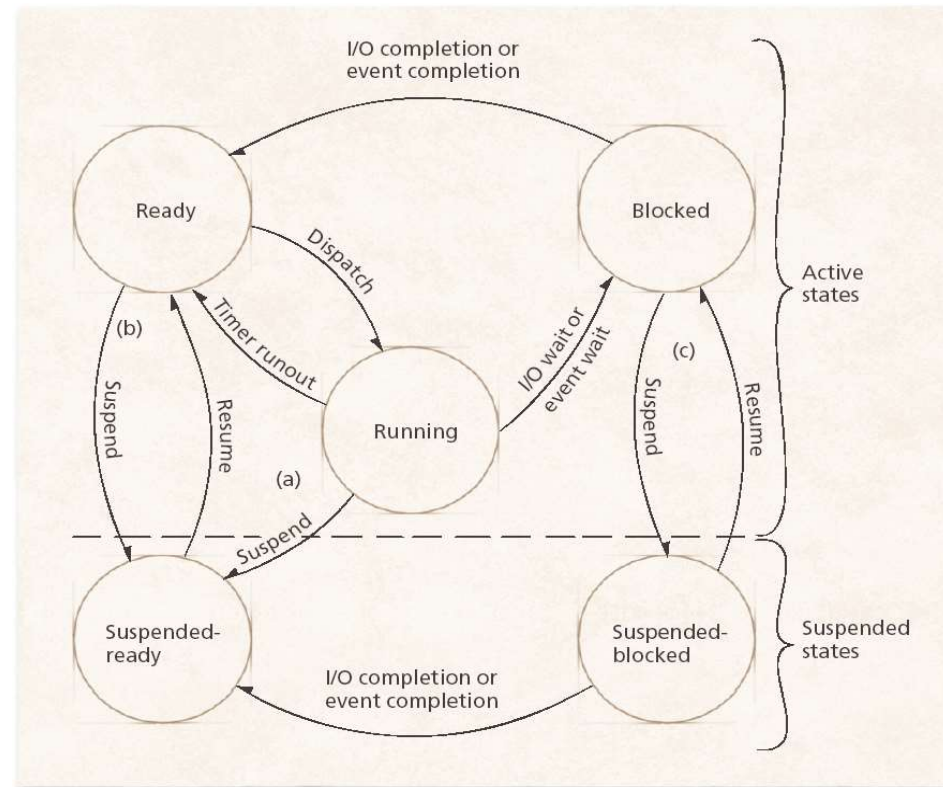 I/O completion or
event completion
Ready
Blocked
Dispatch
Active
states
(b)
Timer runout
I/O wait or
event wait
(c)
Suspend
Resume
Running
Suspend
Resume
(a)
Suspend
Suspended-
ready
Suspended-
blocked
Suspended
states
I/O completion or
event completion